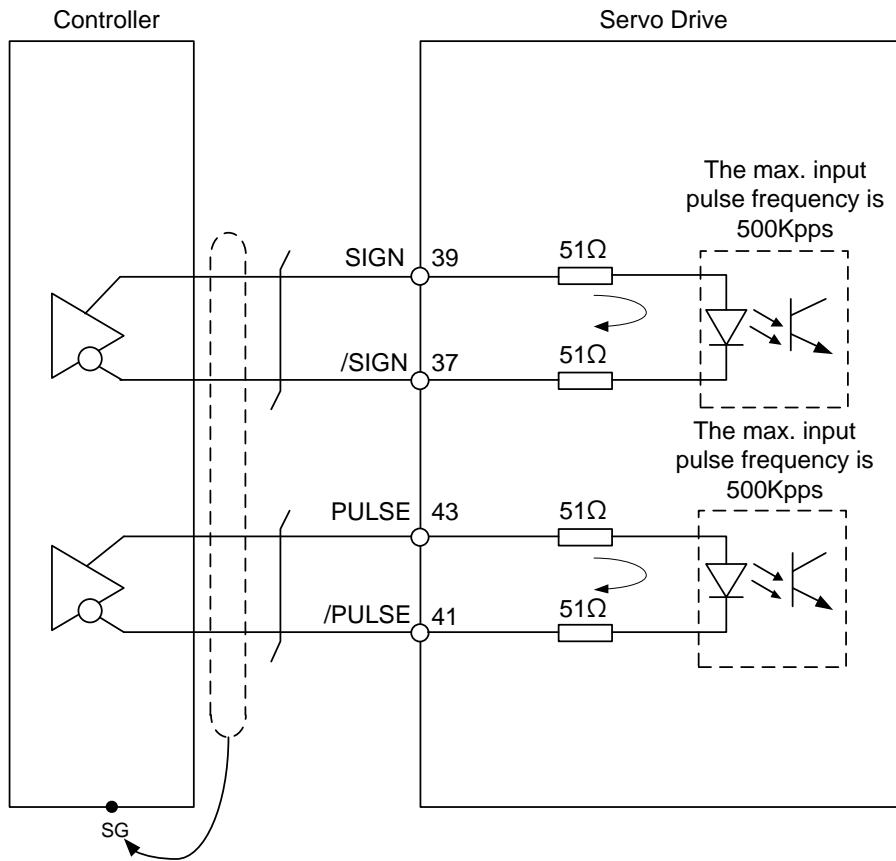 Controller
Servo Drive
The max. input
pulse frequency is
500Kpps
SIGN
39
51Ω
/SIGN
37
51Ω
The max. input
pulse frequency is
500Kpps
PULSE
43
51Ω
/PULSE
41
51Ω
SG